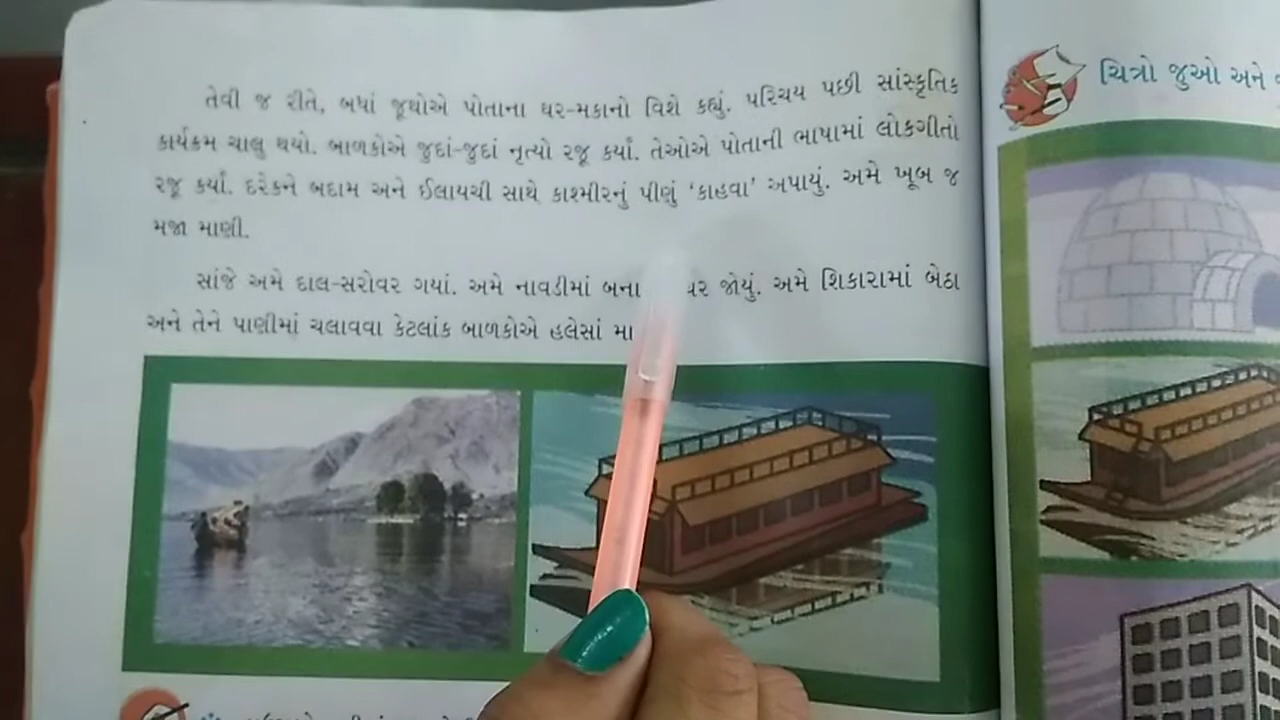 તેવી જ રીતે, બધાં જૂથોએ પોતાના ઘર-મકાનો વિશે કહ્યું. પરિચય પછી સાંસ્કૃતિક
કાર્યક્રમ ચાલુ થયો. બાળકોએ જુદાં-જુદાં નૃત્યો રજૂ કર્યાં. તેઓએ પોતાની ભાષામાં લોકગીતો
રજૂ કર્યાં. દરેકને બદામ અને ઈલાયચી સાથે કાશ્મીરનું પીણું ‘કાહવા’ અપાયું. અમે ખૂબ જ
મજા માણી.
સાંજે અમે દાલ-સરોવર ગયાં. અમે નાવડીમાં જોયું. અમે શિકારામાં બેઠા
અને તેને પાણીમાં ચલાવવા કેટલાંક બાળકોએ હલેસાં
ચિત્રો જુઓ અને